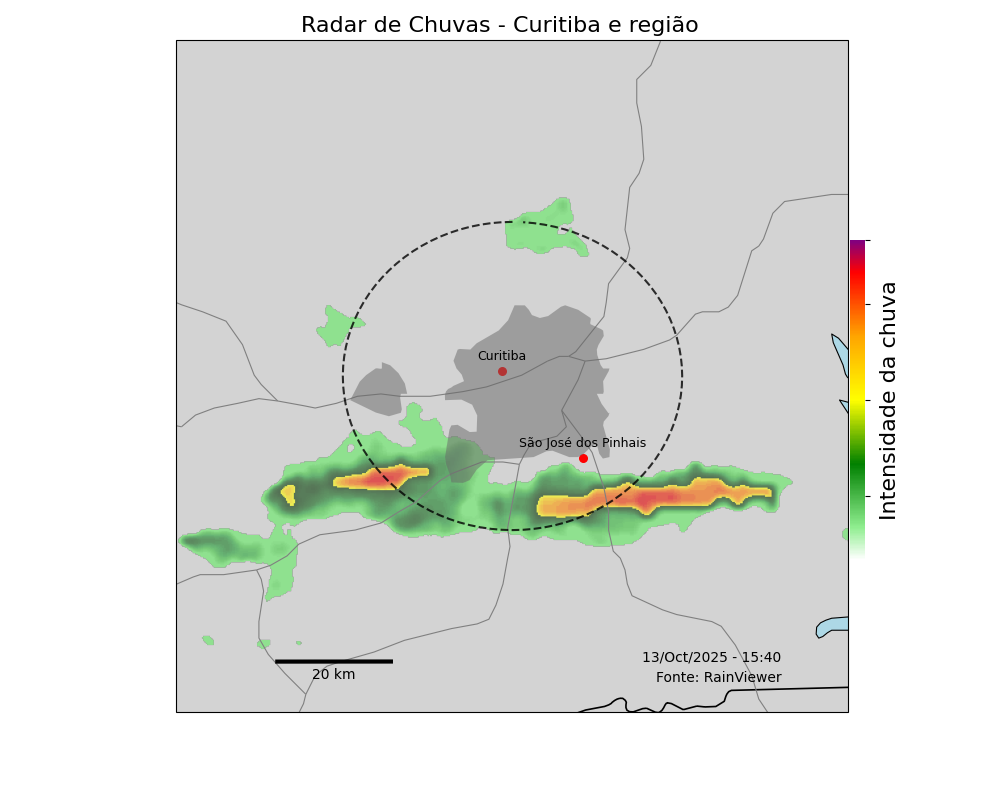 Radar de Chuvas - Curitiba e região
Curitiba
São José dos Pinhais
Intensidade da chuva
13/Oct/2025 - 15:40
Fonte: RainViewer
20 km